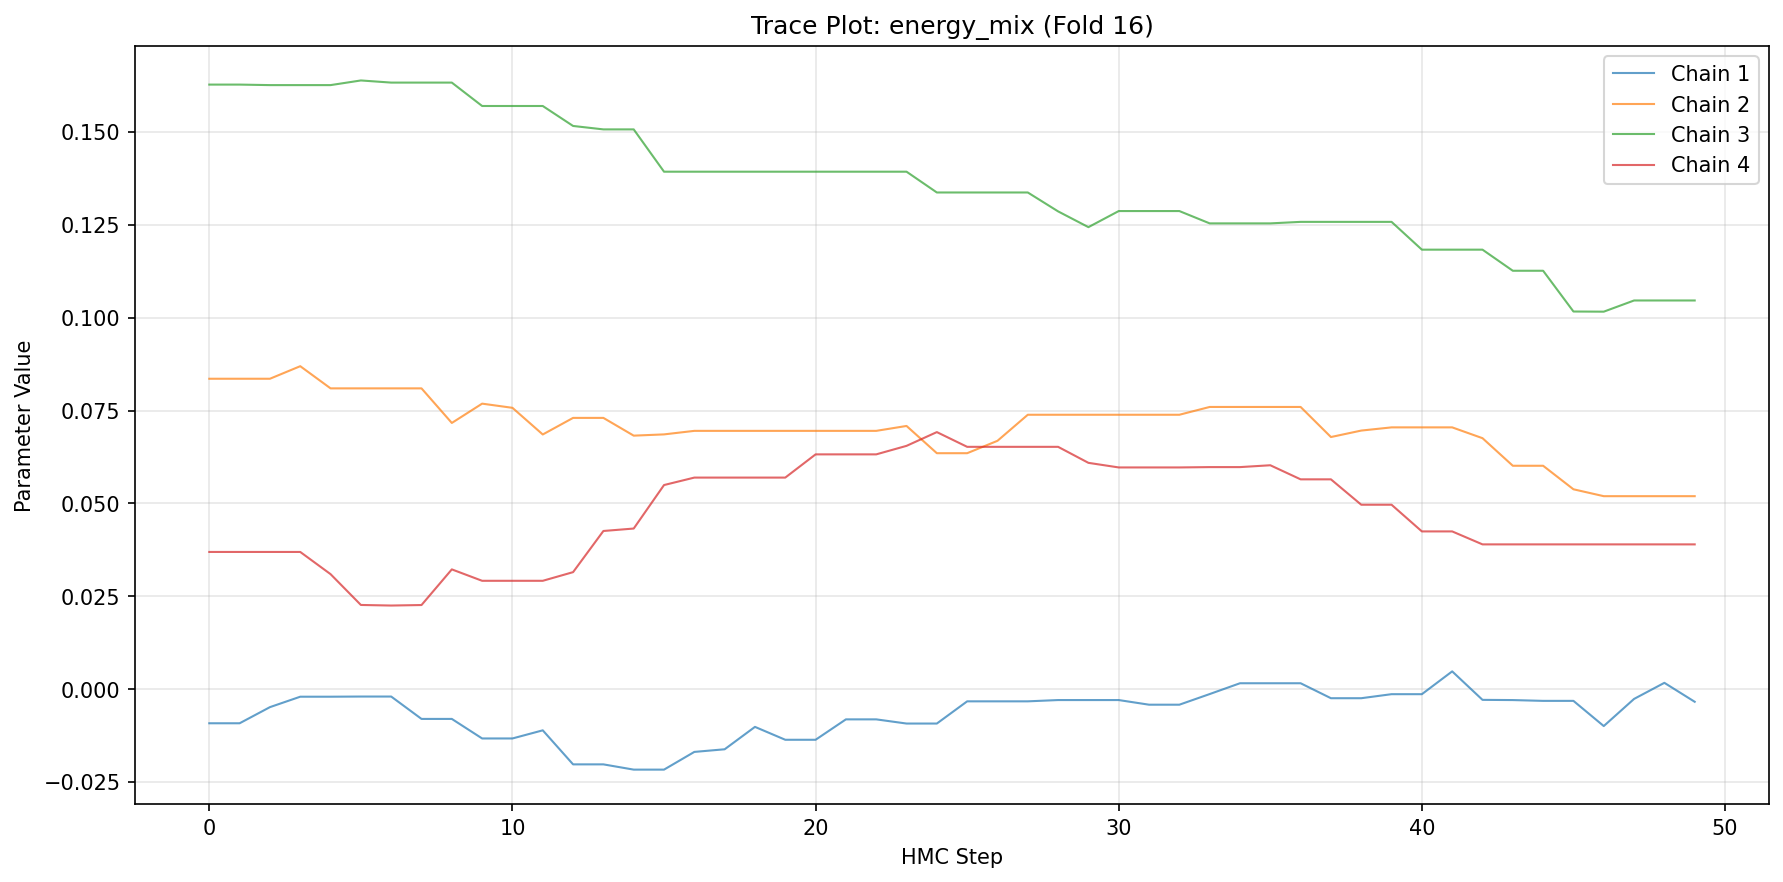 Trace Plot: energy_mix (Fold 16)
Chain 1
Chain 2
Chain 3
Chain 4
Parameter Value
0.150
0.125
0.100
0.075
0.050
0.025
0.000
−0.025
0 10 20 30 40 50
HMC Step